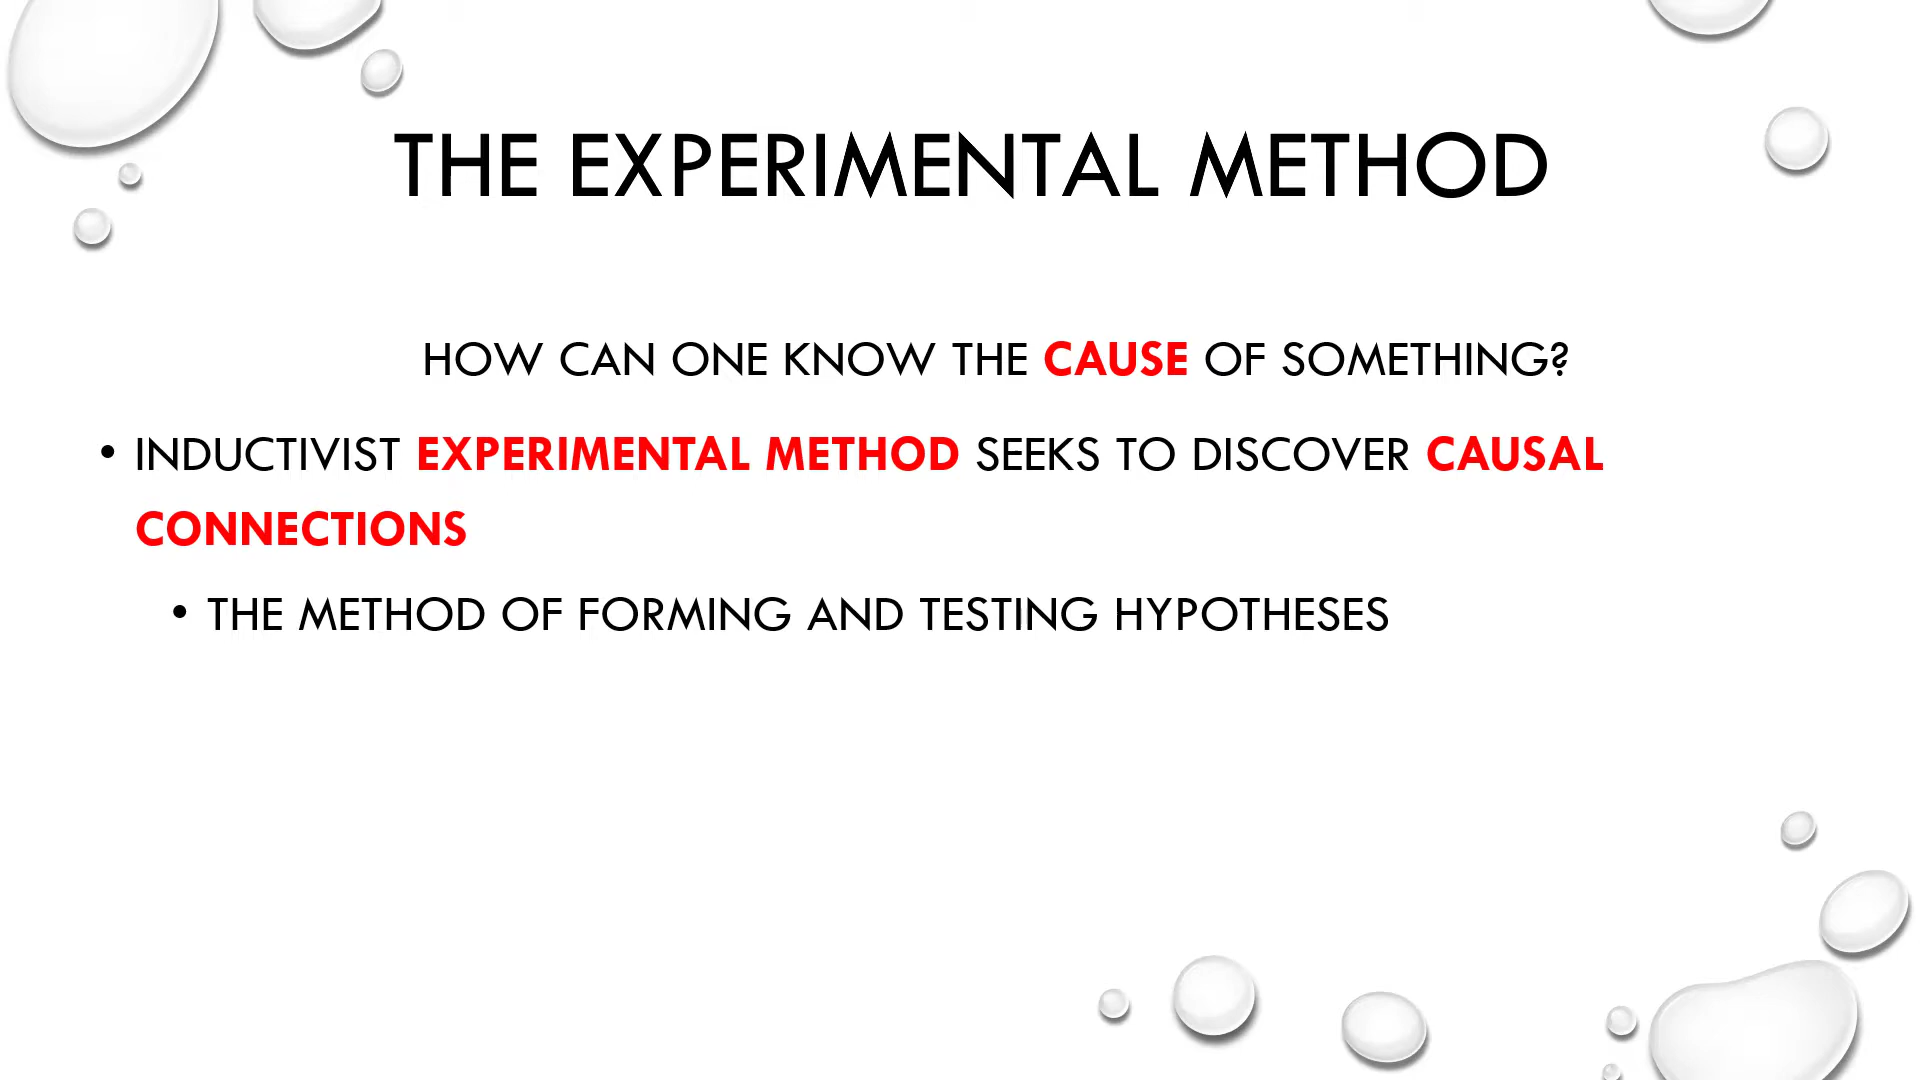 THE EXPERIMENTAL METHOD
HOW CAN ONE KNOW THE CAUSE OF SOMETHING?
• INDUCTIVIST EXPERIMENTAL METHOD SEEKS TO DISCOVER CAUSAL
CONNECTIONS
• THE METHOD OF FORMING AND TESTING HYPOTHESES